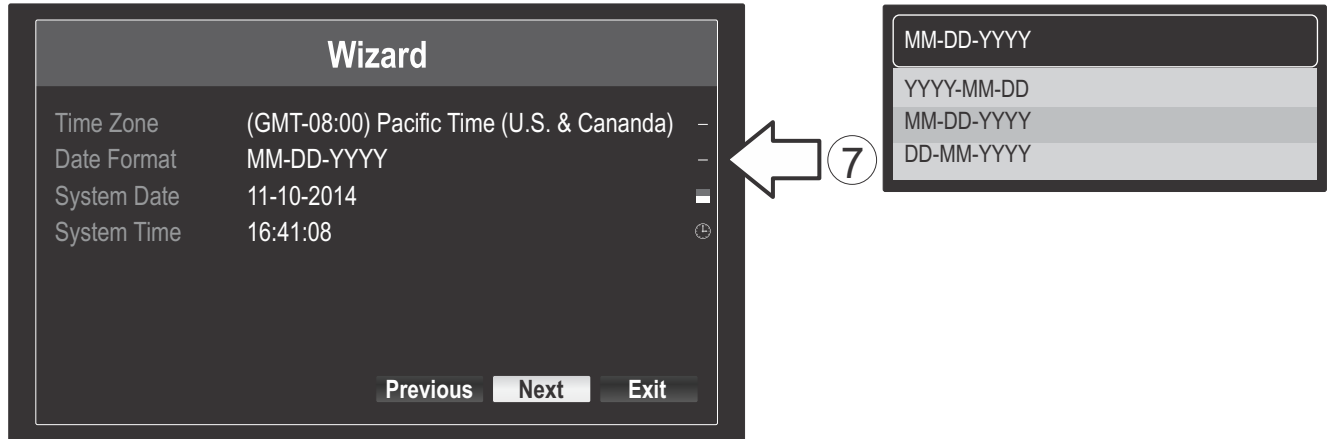 Wizard
Time Zone (GMT-08:00) Pacific Time (U.S. & Cananda)
Date Format MM-DD-YYYY
System Date 11-10-2014
System Time 16:41:08
Previous Next Exit
7
MM-DD-YYYY
YYYY-MM-DD
MM-DD-YYYY
DD-MM-YYYY